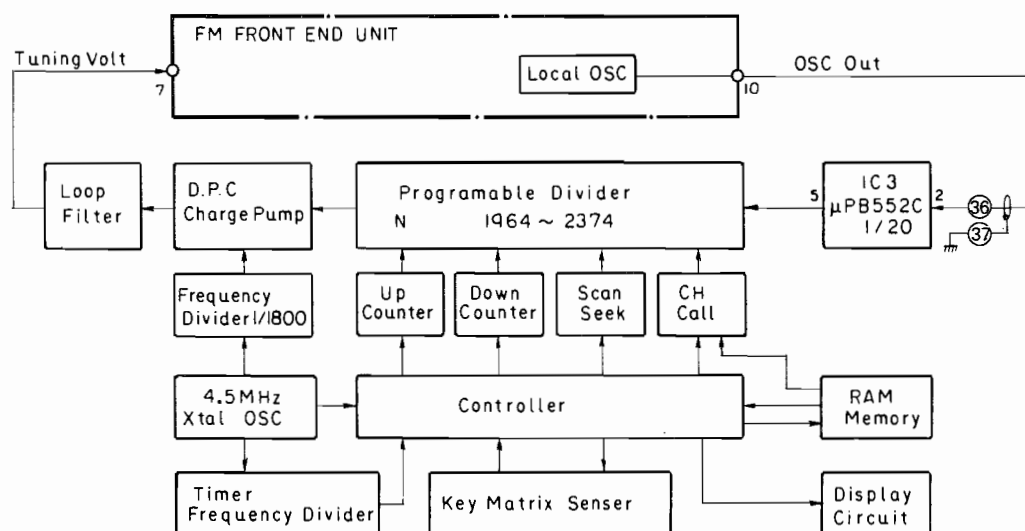 FM FRONT END UNIT
Tuning Volt
7
Local OSC
10
OSC Out
Loop
Filter
D.P.C
Charge Pump
Programable Divider
N 1964 ~ 2374
5
IC3
μPB552C
1/20
2
36
37
Frequency
Divider 1/1800
Up
Counter
Down
Counter
Scan
Seek
CH
Call
4.5MHz
Xtal OSC
Controller
RAM
Memory
Timer
Frequency Divider
Key Matrix Senser
Display
Circuit